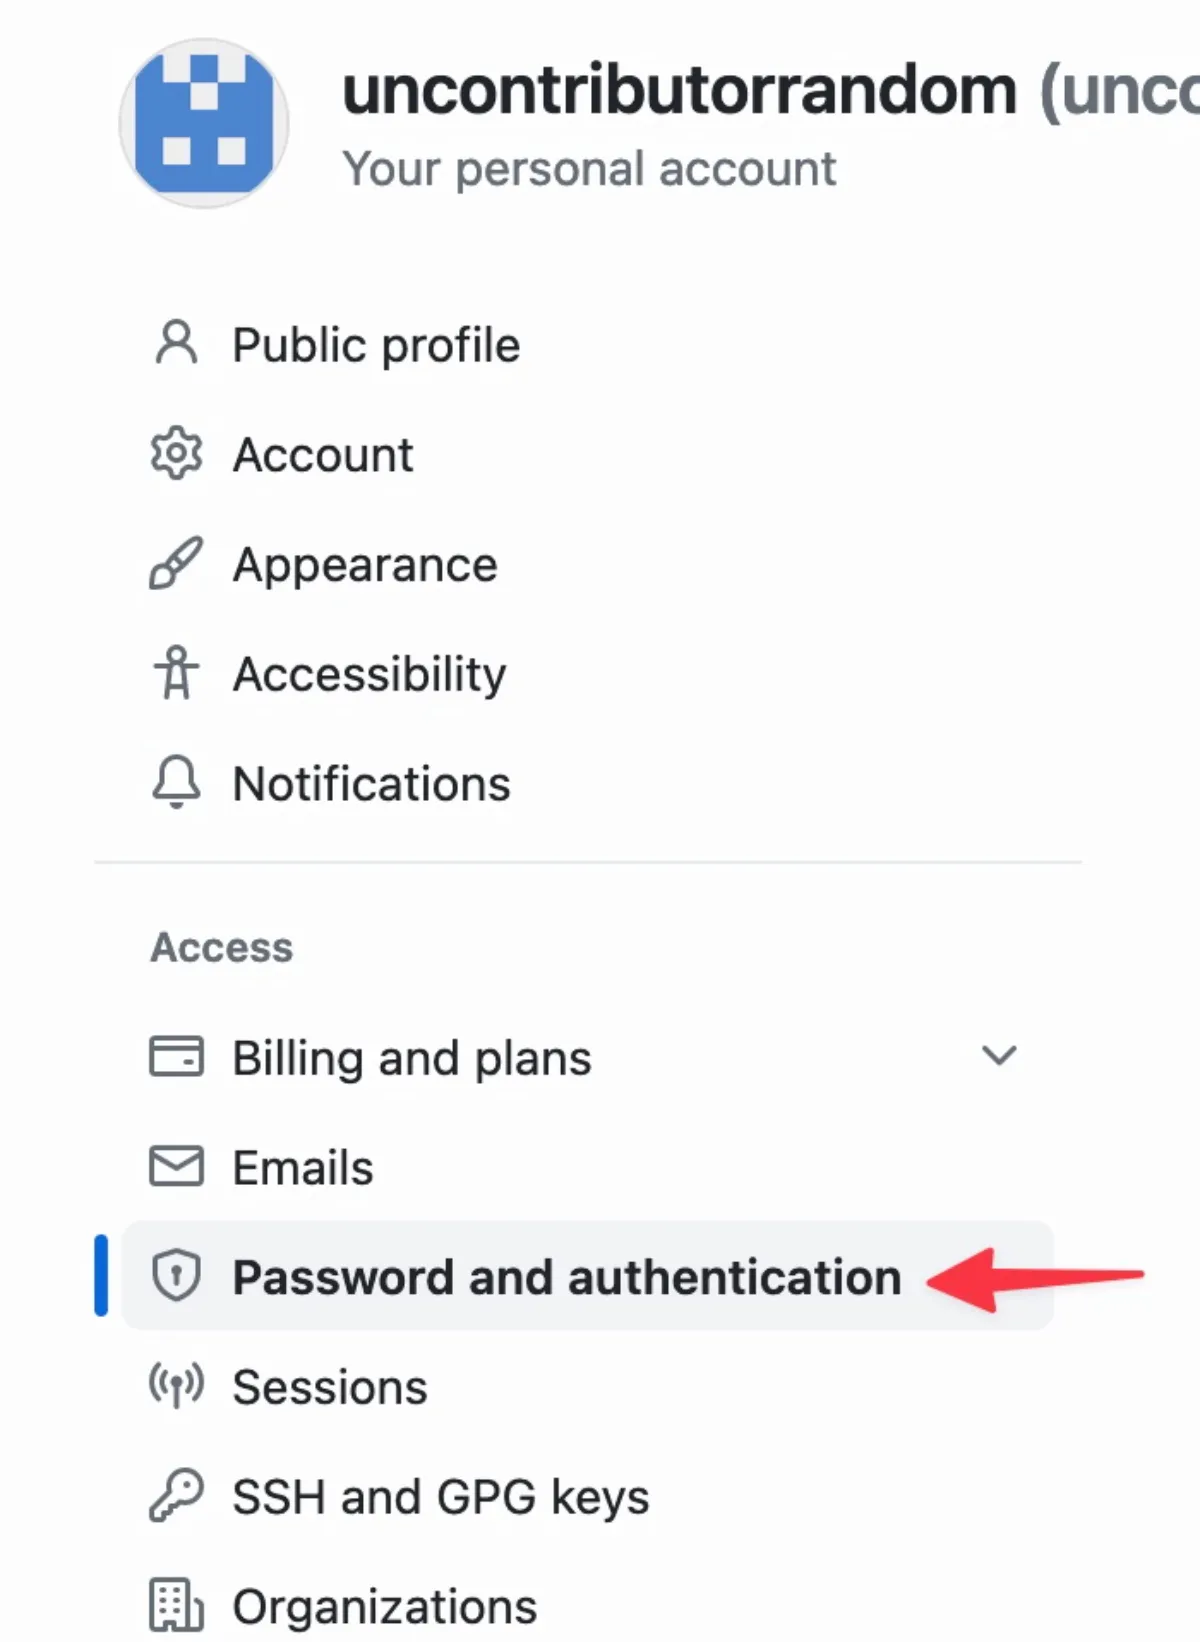 uncontributorrandom (unco
Your personal account
Public profile
Account
Appearance
Accessibility
Notifications
Access
Billing and plans
Emails
Password and authentication
Sessions
SSH and GPG keys
Organizations